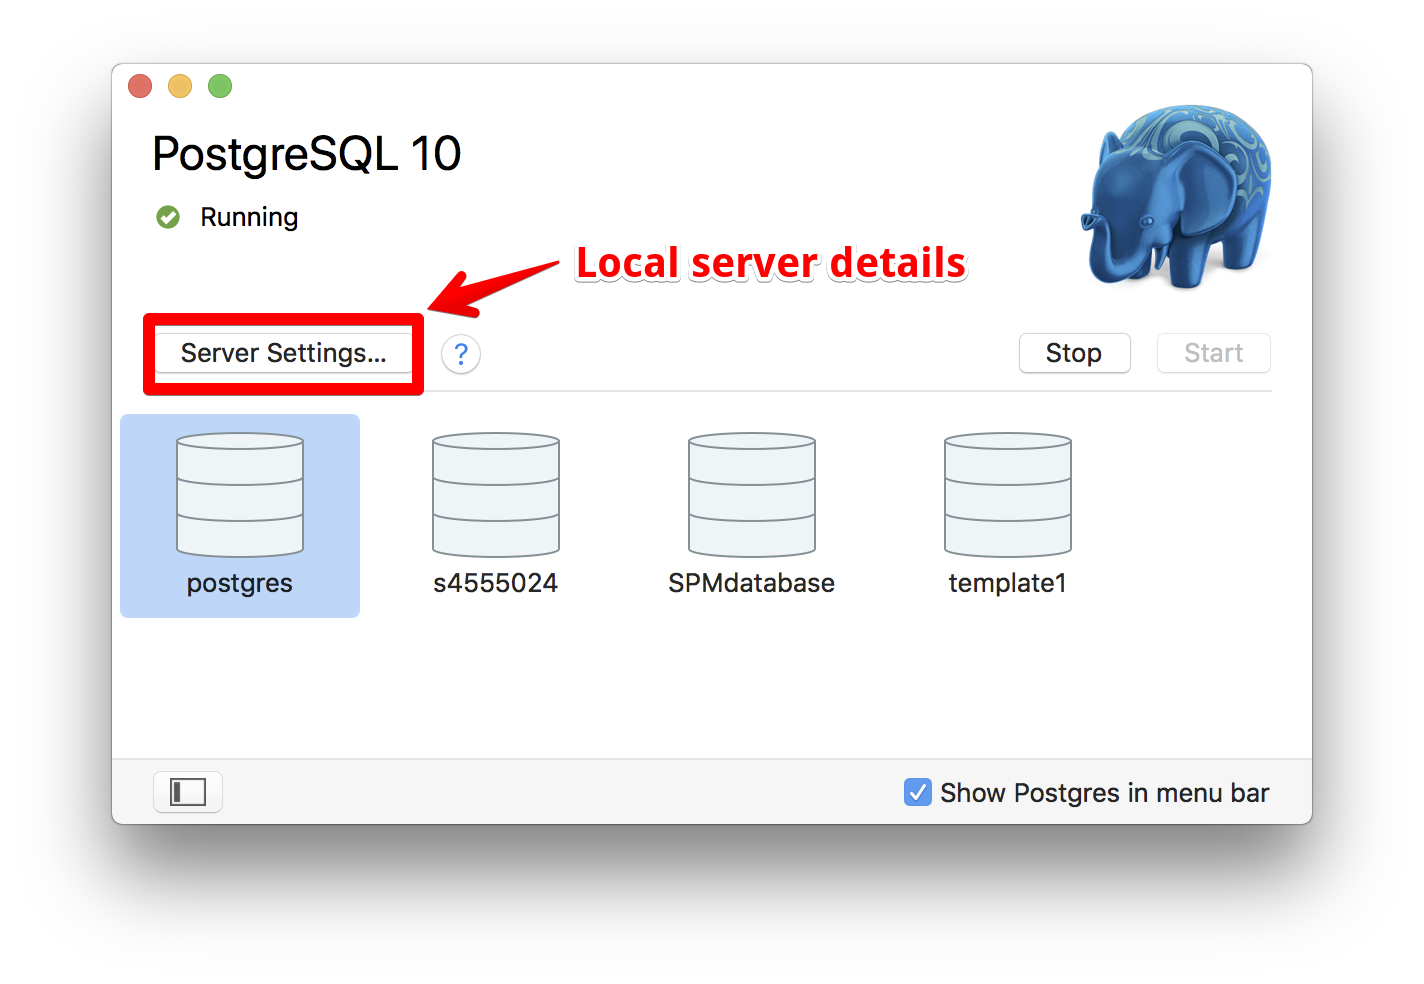 PostgreSQL 10
Running
Local server details
Server Settings...
?
Stop
Start
postgres
s4555024
SPMdatabase
template1
Show Postgres in menu bar